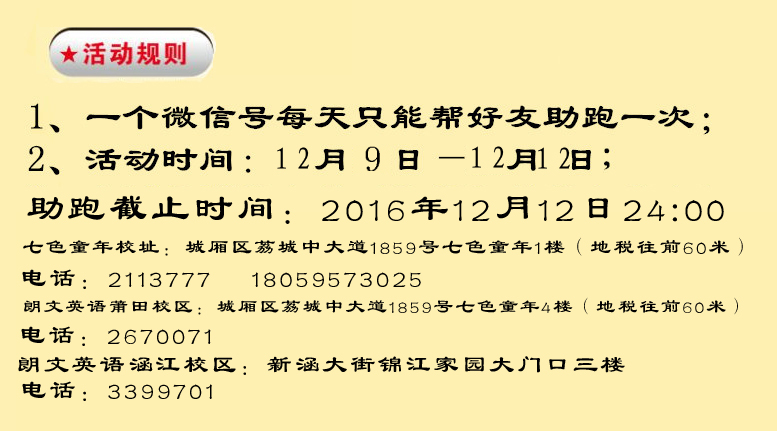 ★活动规则
1、一个微信号每天只能帮好友助跑一次；
2、活动时间：12月 9 日 －12月12日；
助跑截止时间：2016年12月12日24:00
七色童年校址：城厢区荔城中大道1859号七色童年1楼（地税往前60米）
电话：2113777 18059573025
朗文英语莆田校区：城厢区荔城中大道1859号七色童年4楼（地税往前60米）
电话：2670071
朗文英语涵江校区：新涵大街锦江家园大门口三楼
电话：3399701